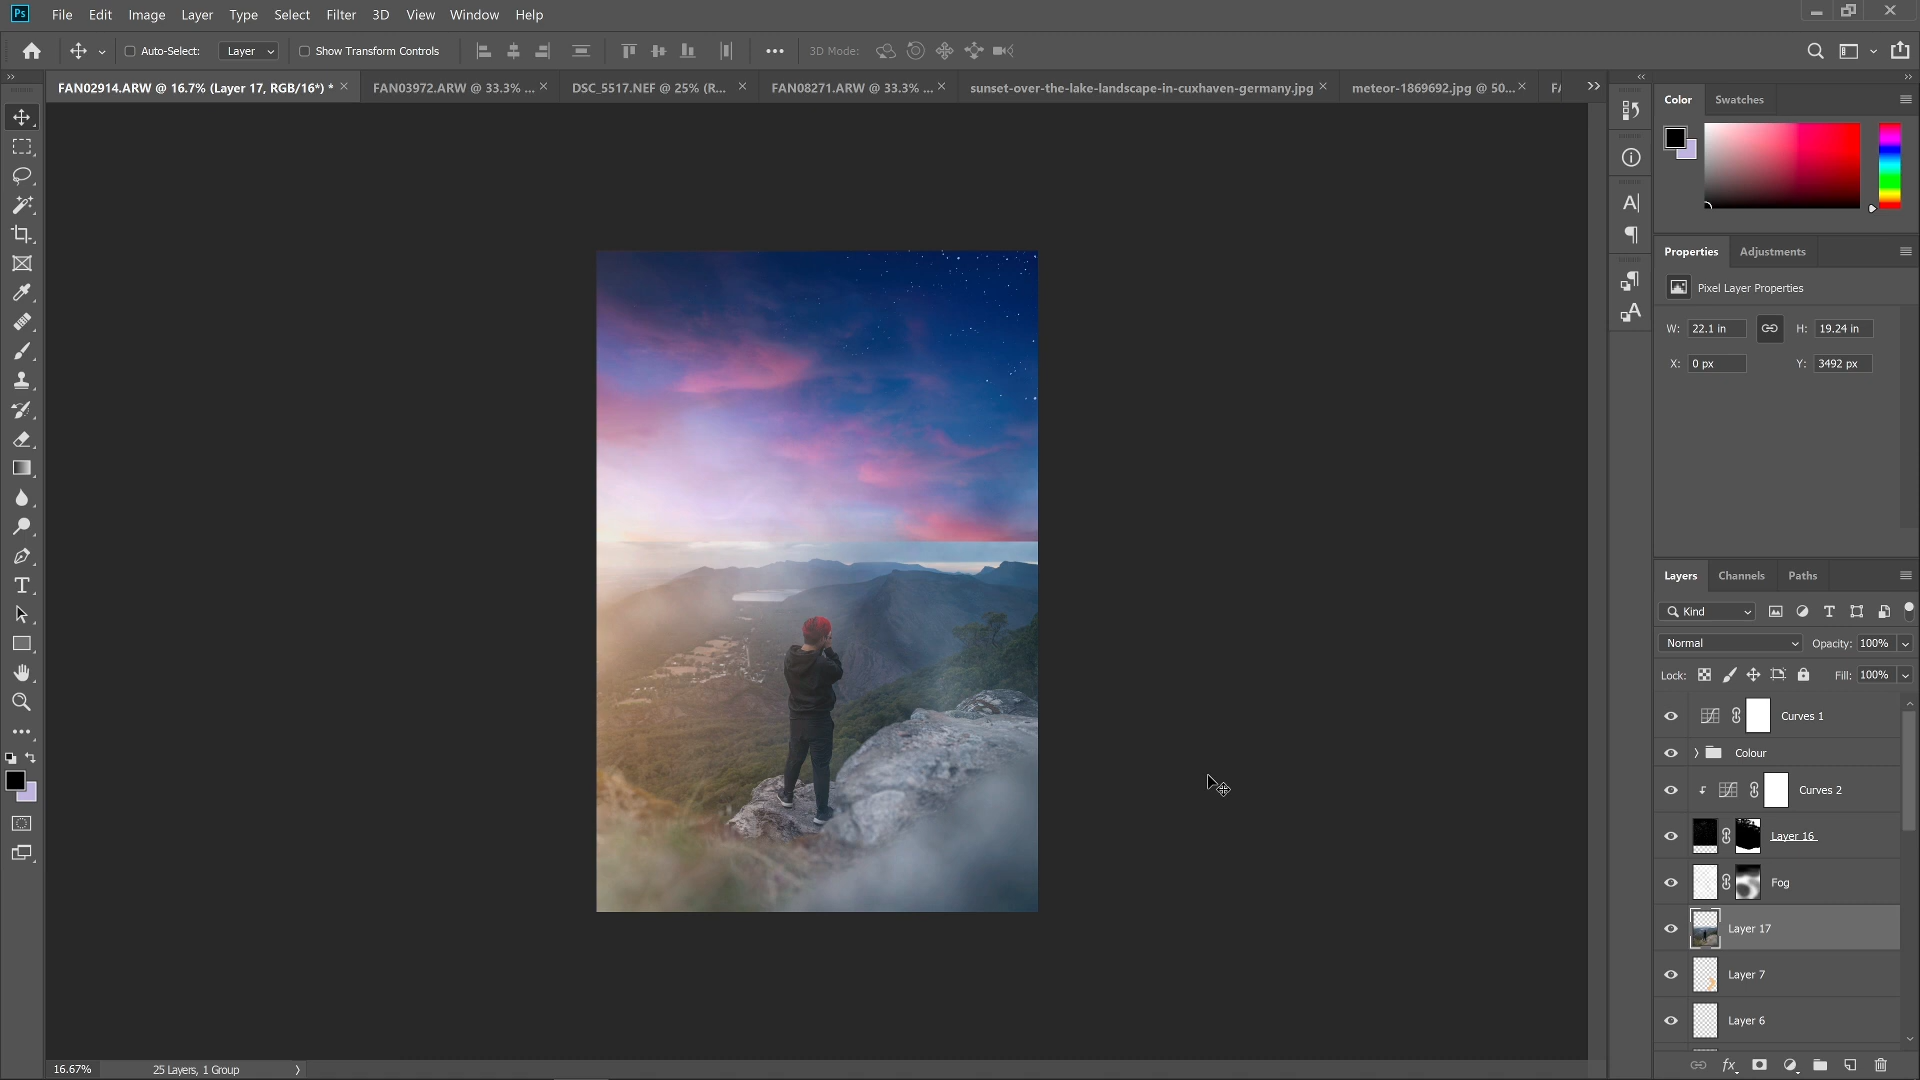 Ps File Edit Image Layer Type Select Filter 3D View Window Help
Auto-Select: Layer Show Transform Controls 3D Mode:
FAN02914.ARW @ 16.7% (Layer 17, RGB/16*) * FAN03972.ARW @ 33.3% ... DSC_5517.NEF @ 25% (R... FAN08271.ARW @ 33.3% ... sunset-over-the-lake-landscape-in-cuxhaven-germany.jpg meteor-1869692.jpg @ 50...
Color Swatches
Properties Adjustments
Pixel Layer Properties
W: 22.1 in H: 19.24 in
X: 0 px Y: 3492 px
Layers Channels Paths
Kind
Normal Opacity: 100%
Lock: Fill: 100%
Curves 1
Colour
Curves 2
Layer 16
Fog
Layer 17
Layer 7
Layer 6
16.67% 25 Layers, 1 Group